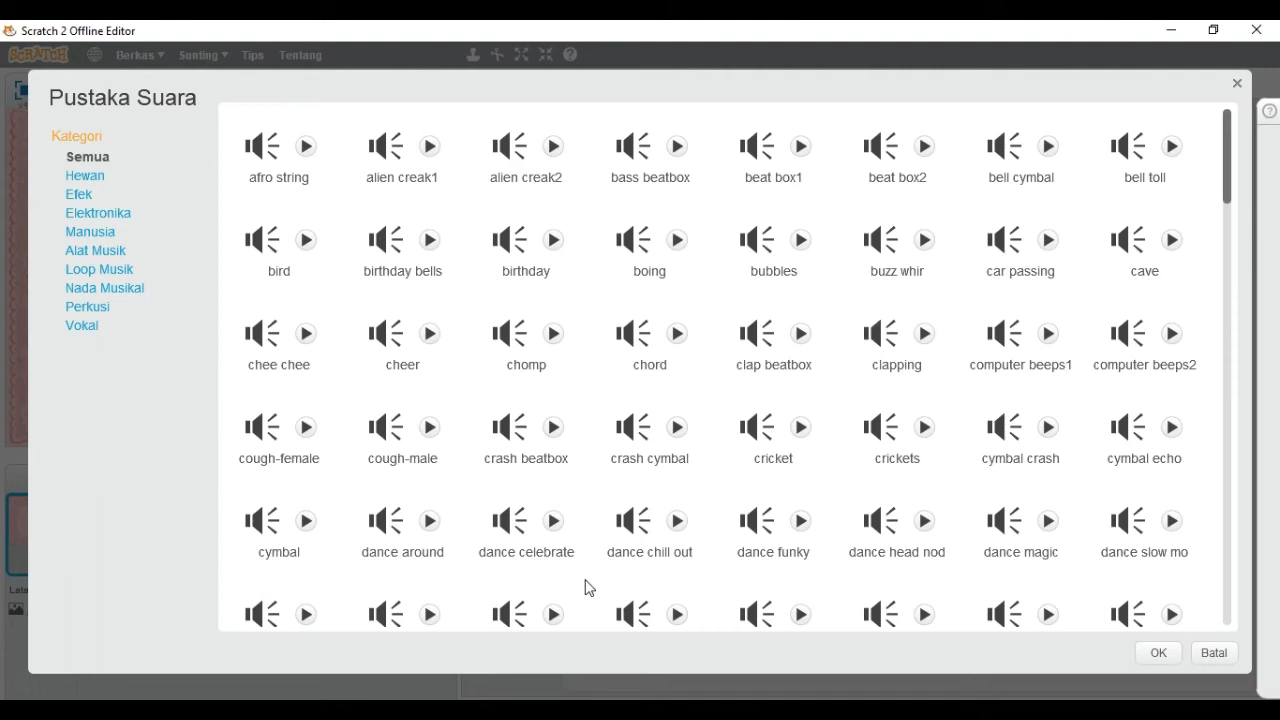 Scratch 2 Offline Editor
SCRATCH Berkas Sunting Tips Tentang
Pustaka Suara
Kategori
Semua
Hewan
Efek
Elektronika
Manusia
Alat Musik
Loop Musik
Nada Musikal
Perkusi
Vokal
afro string alien creak1 alien creak2 bass beatbox beat box1 beat box2 bell cymbal bell toll
bird birthday bells birthday boing bubbles buzz whir car passing cave
chee chee cheer chomp chord clap beatbox clapping computer beeps1 computer beeps2
cough-female cough-male crash beatbox crash cymbal cricket crickets cymbal crash cymbal echo
cymbal dance around dance celebrate dance chill out dance funky dance head nod dance magic dance slow mo
OK Batal